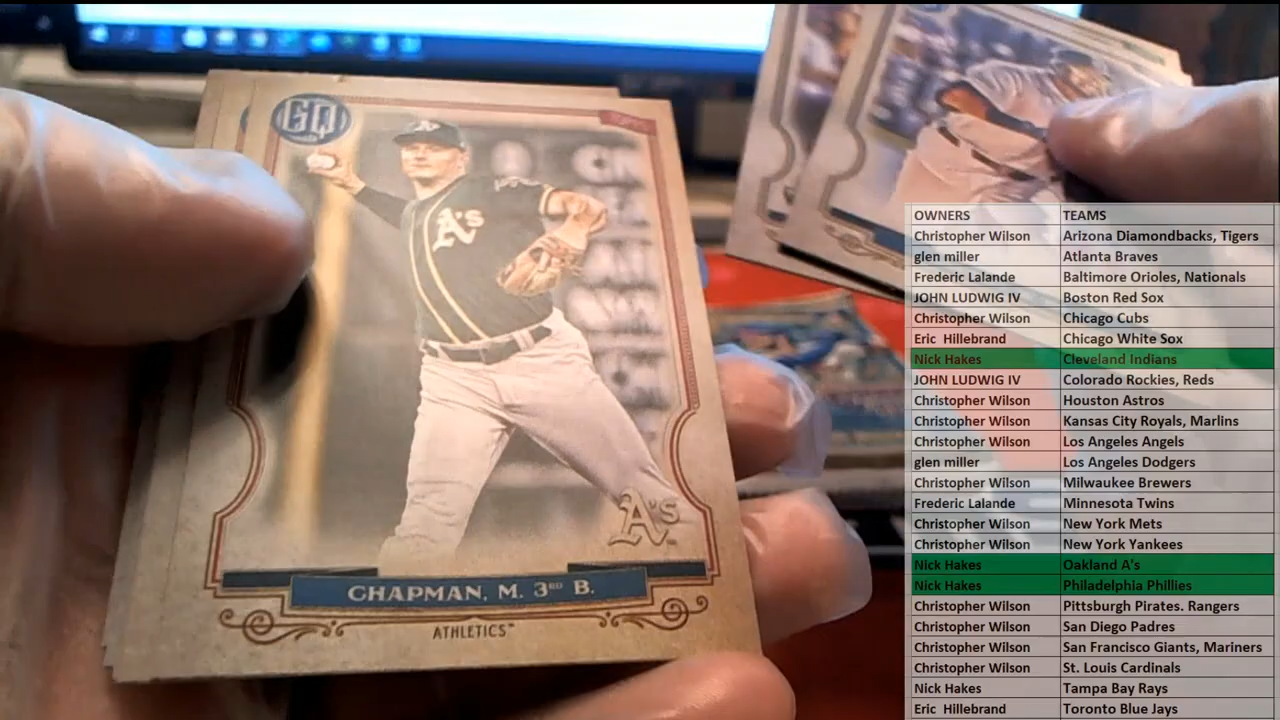 GQ
A's
A's
CHAPMAN, M. 3RD B.
ATHLETICS™
OWNERS TEAMS
Christopher Wilson Arizona Diamondbacks, Tigers
glen miller Atlanta Braves
Frederic Lalande Baltimore Orioles, Nationals
JOHN LUDWIG IV Boston Red Sox
Christopher Wilson Chicago Cubs
Eric Hillebrand Chicago White Sox
Nick Hakes Cleveland Indians
JOHN LUDWIG IV Colorado Rockies, Reds
Christopher Wilson Houston Astros
Christopher Wilson Kansas City Royals, Marlins
Christopher Wilson Los Angeles Angels
glen miller Los Angeles Dodgers
Christopher Wilson Milwaukee Brewers
Frederic Lalande Minnesota Twins
Christopher Wilson New York Mets
Christopher Wilson New York Yankees
Nick Hakes Oakland A's
Nick Hakes Philadelphia Phillies
Christopher Wilson Pittsburgh Pirates. Rangers
Christopher Wilson San Diego Padres
Christopher Wilson San Francisco Giants, Mariners
Christopher Wilson St. Louis Cardinals
Nick Hakes Tampa Bay Rays
Eric Hillebrand Toronto Blue Jays